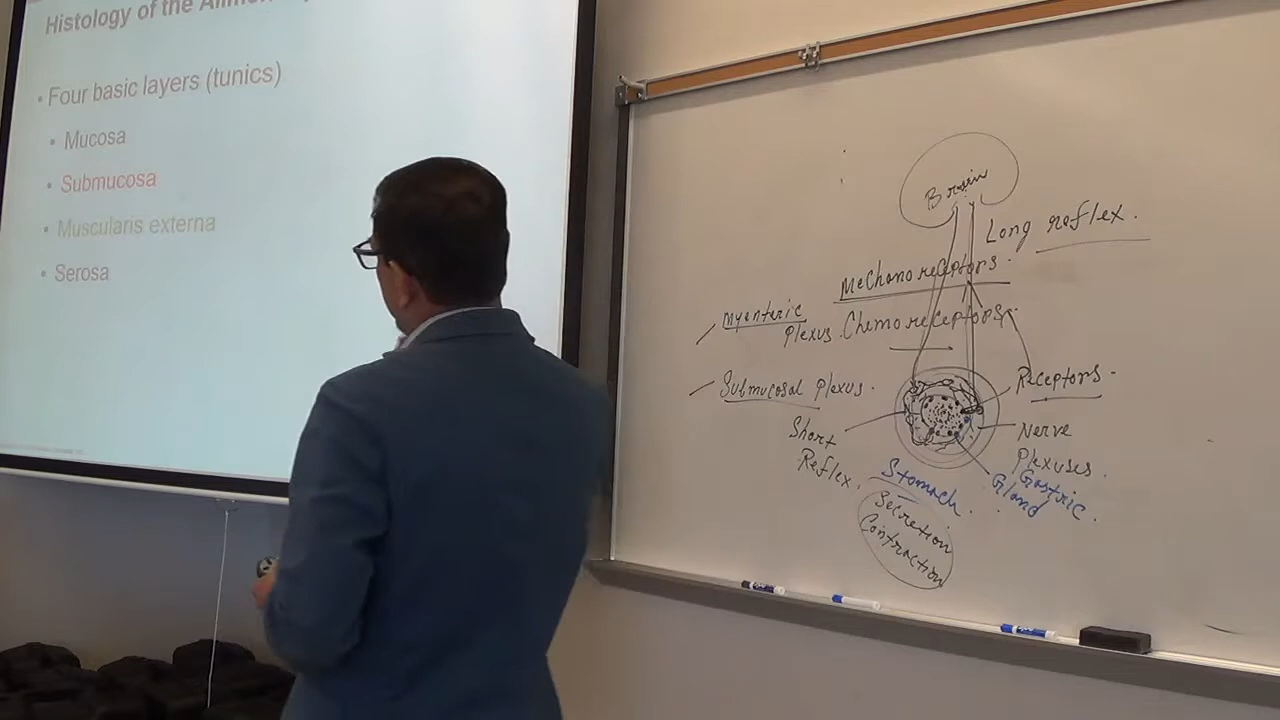 Histology of the Alimen
• Four basic layers (tunics)
• Mucosa
• Submucosa
• Muscularis externa
• Serosa
Brain
Long reflex.
Mechanoreceptors.
Myenteric
Plexus.
Chemoreceptors.
Submucosal Plexus.
Receptors.
Short
Reflex.
Nerve
Plexuses.
Stomach.
Gastric.
Gland
Secretion
Contraction